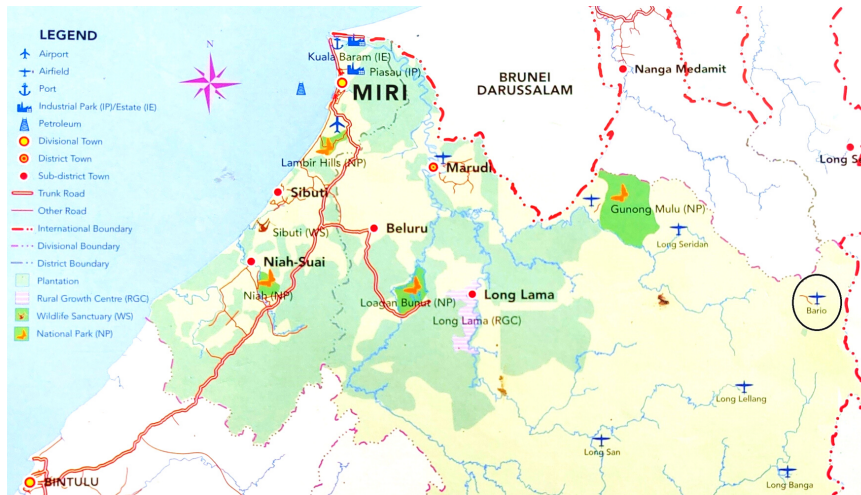 LEGEND
Airport
Airfield
Port
Industrial Park (IP)/Estate (IE)
Petroleum
Divisional Town
District Town
Sub-district Town
Trunk Road
Other Road
International Boundary
Divisional Boundary
District Boundary
Plantation
Rural Growth Centre (RGC)
Wildlife Sanctuary (WS)
National Park (NP)
N
Kuala Baram (IE)
Piasau (IP)
MIRI
BRUNEI
DARUSSALAM
Nanga Medamit
Lambir Hills (NP)
Marudi
Long S
Sibuti
Gunong Mulu (NP)
Sibuti (WS)
Beluru
Long Seridan
Niah-Suai
Niah (NP)
Loagan Bunut (NP)
Long Lama
Long Lama (RGC)
Bario
Long Lellang
Long San
Long Banga
BINTULU